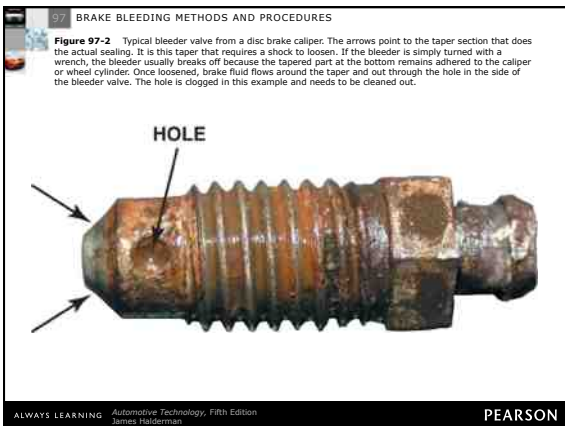 97 BRAKE BLEEDING METHODS AND PROCEDURES
Figure 97-2 Typical bleeder valve from a disc brake caliper. The arrows point to the taper section that does
the actual sealing. It is this taper that requires a shock to loosen. If the bleeder is simply turned with a
wrench, the bleeder usually breaks off because the tapered part at the bottom remains adhered to the caliper
or wheel cylinder. Once loosened, brake fluid flows around the taper and out through the hole in the side of
the bleeder valve. The hole is clogged in this example and needs to be cleaned out.
HOLE
ALWAYS LEARNING Automotive Technology, Fifth Edition
James Halderman
PEARSON